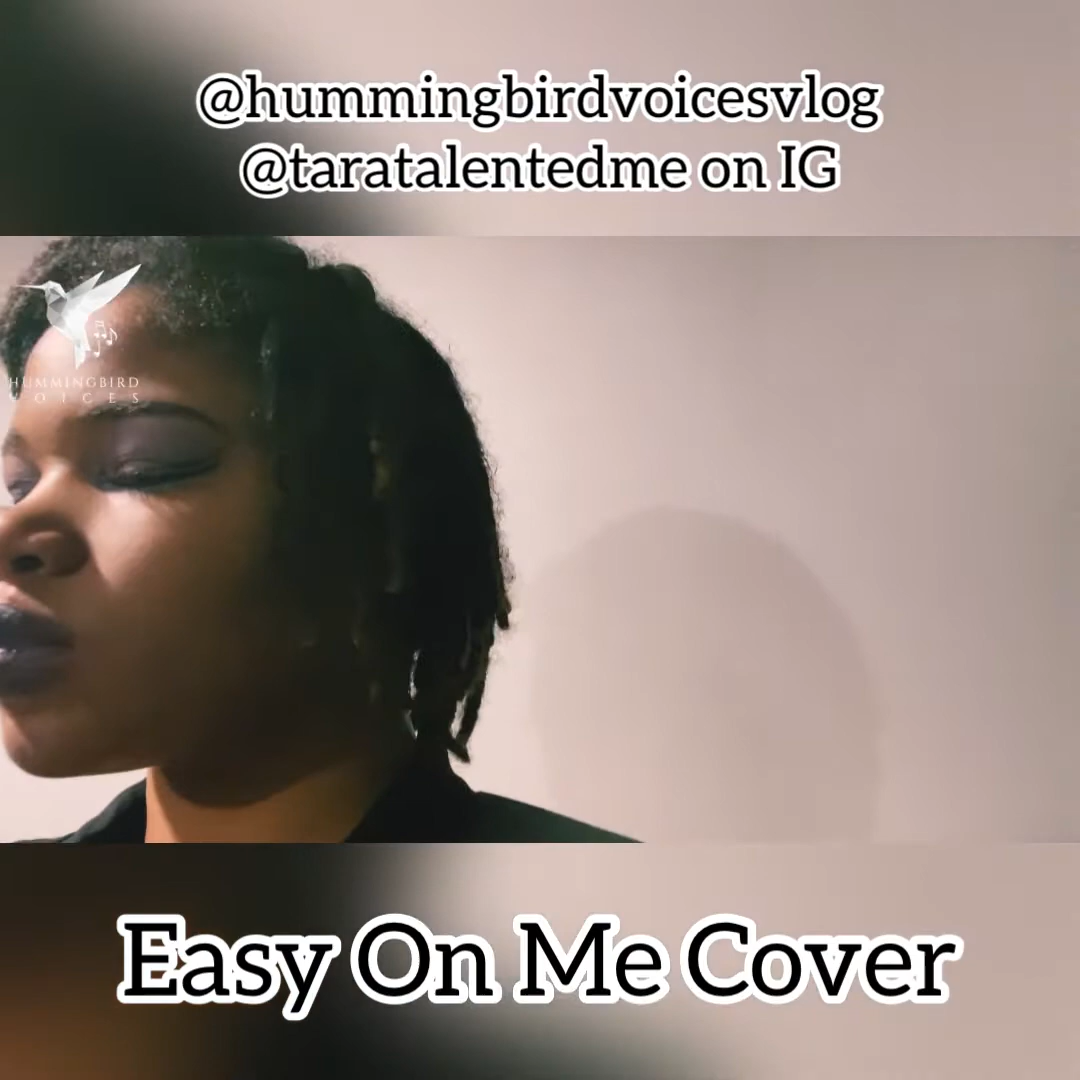 @hummingbirdvoicesvlog
@taratalentedme on IG
HUMMINGBIRD
VOICES
Easy On Me Cover